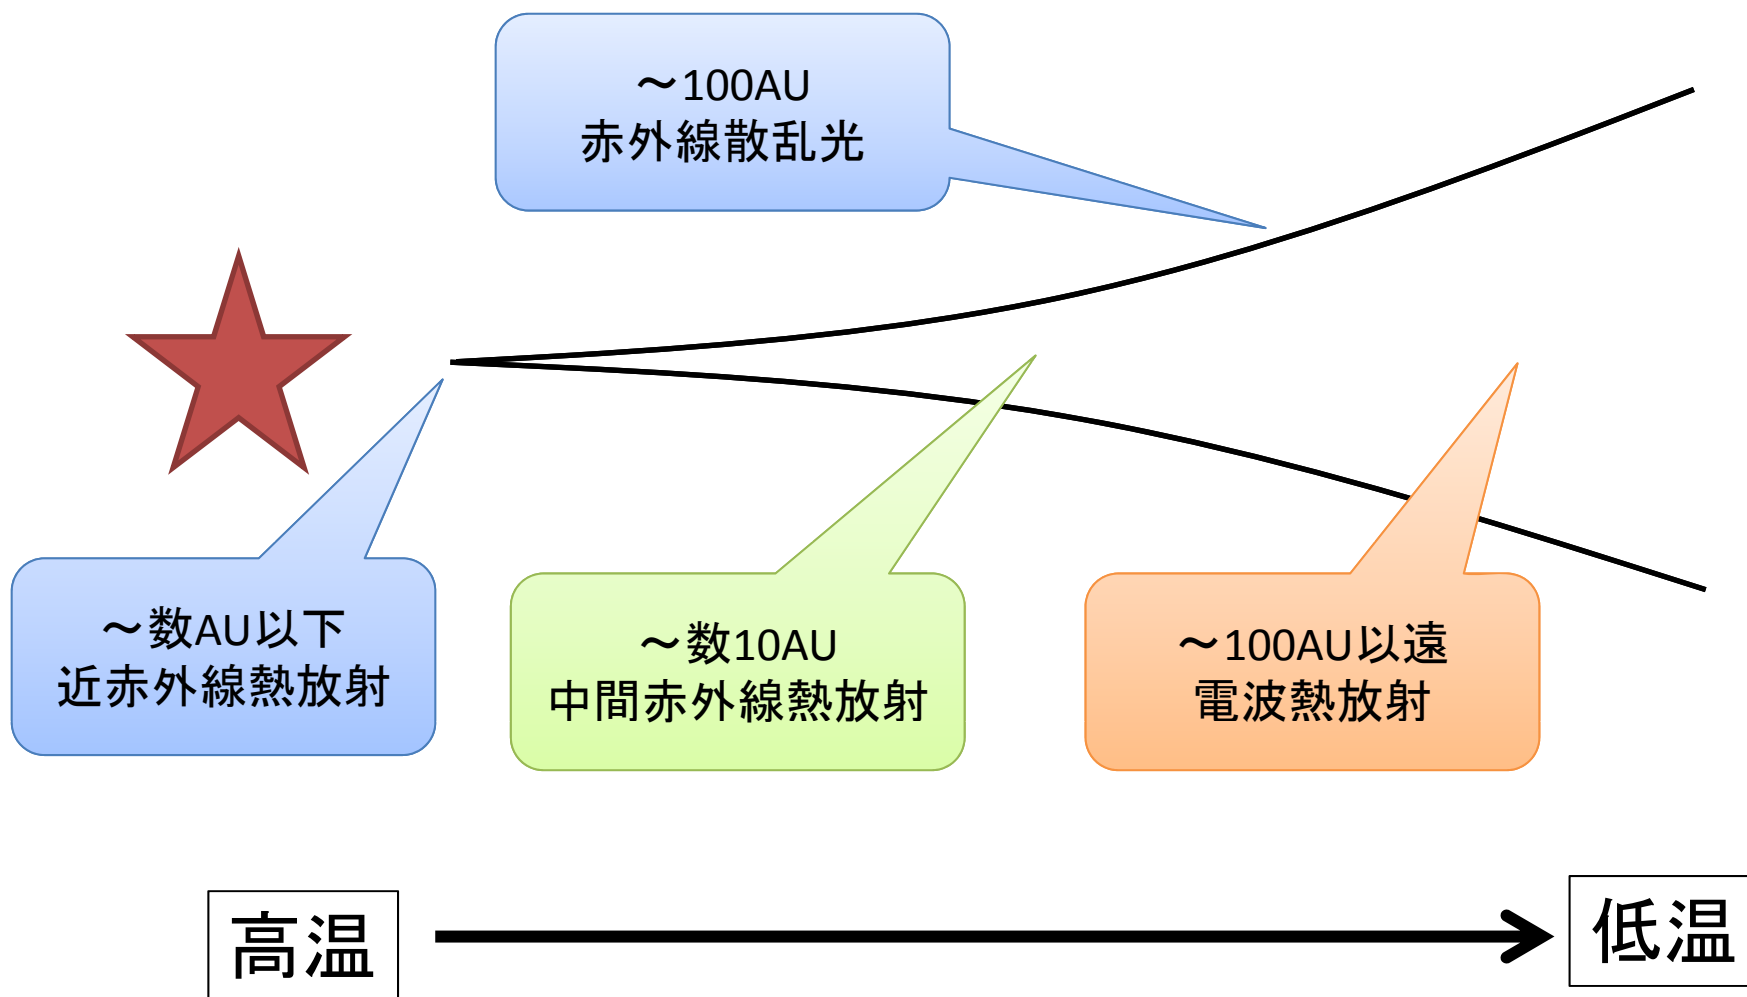 ～100AU
赤外線散乱光
～数AU以下
近赤外線熱放射
～数10AU
中間赤外線熱放射
～100AU以遠
電波熱放射
高温
低温